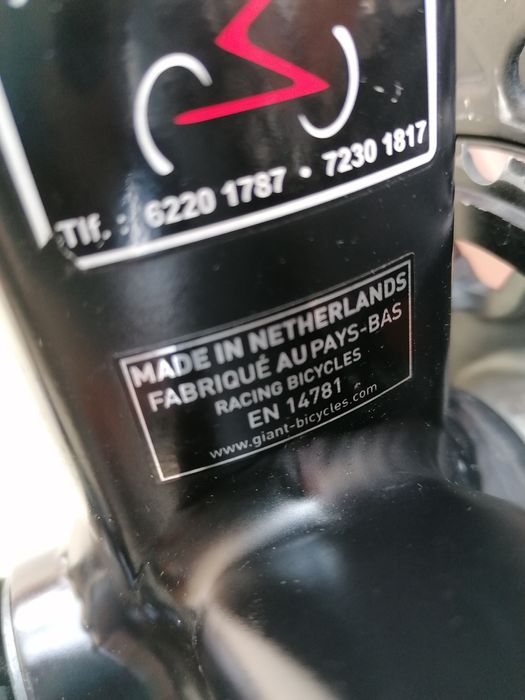 Tlf. : 6220 1787 • 7230 1817
MADE IN NETHERLANDS
FABRIQUÉ AU PAYS-BAS
RACING BICYCLES
EN 14781
www.giant-bicycles.com